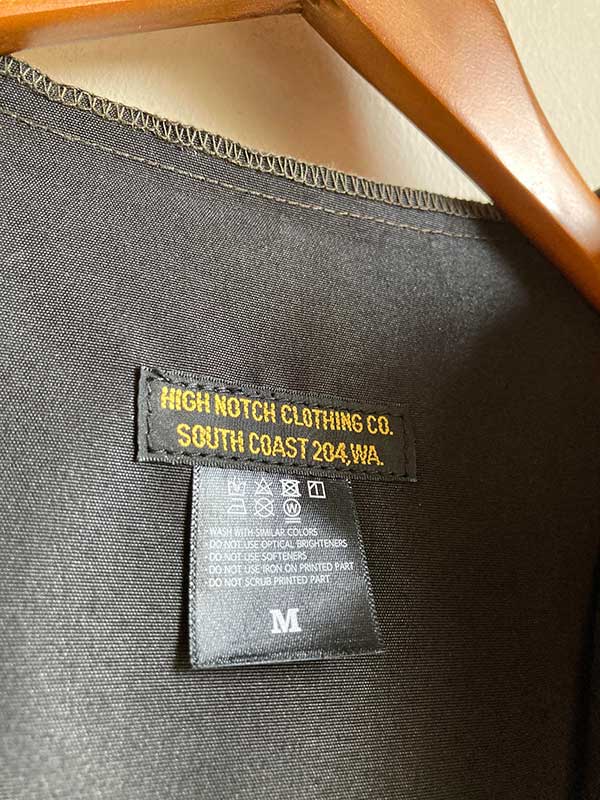 HIGH NOTCH CLOTHING CO.
SOUTH COAST 204,WA.
W
- WASH WITH SIMILAR COLORS
- DO NOT USE OPTICAL BRIGHTENERS
- DO NOT USE SOFTENERS
- DO NOT USE IRON ON PRINTED PART
- DO NOT SCRUB PRINTED PART
M